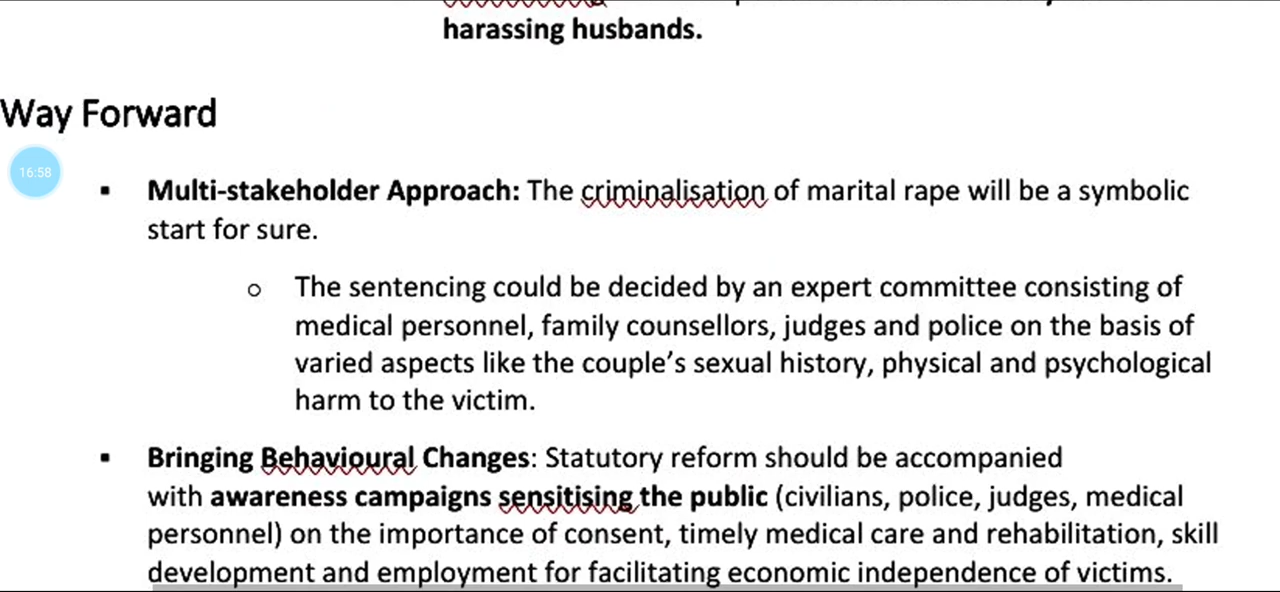 harassing husbands.
Way Forward
16:58
▪ Multi-stakeholder Approach: The criminalisation of marital rape will be a symbolic
start for sure.
o The sentencing could be decided by an expert committee consisting of
medical personnel, family counsellors, judges and police on the basis of
varied aspects like the couple’s sexual history, physical and psychological
harm to the victim.
▪ Bringing Behavioural Changes: Statutory reform should be accompanied
with awareness campaigns sensitising the public (civilians, police, judges, medical
personnel) on the importance of consent, timely medical care and rehabilitation, skill
development and employment for facilitating economic independence of victims.